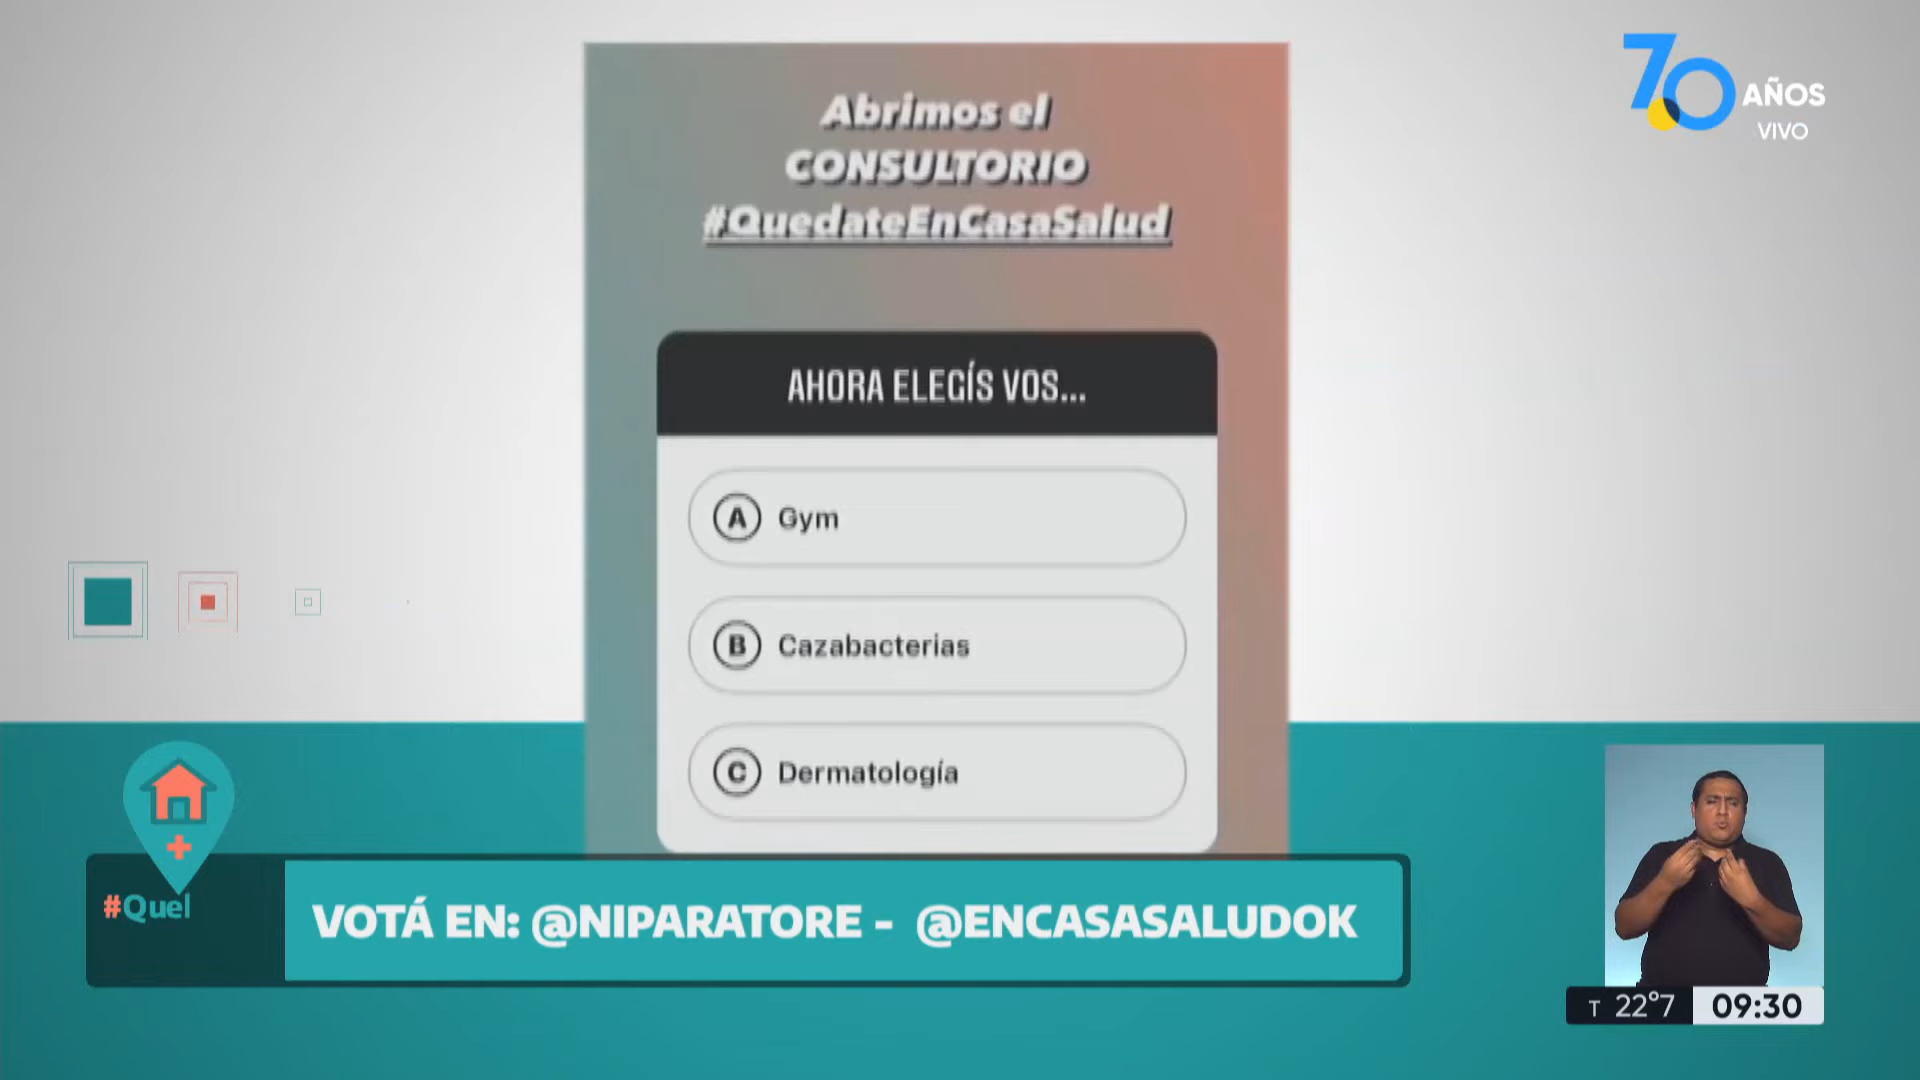 70 AÑOS
VIVO
Abrimos el
CONSULTORIO
#QuedateEnCasaSalud
AHORA ELEGÍS VOS...
A Gym
B Cazabacterias
C Dermatología
#Quel
VOTÁ EN: @NIPARATORE - @ENCASASALUDOK
T 22°7 09:30